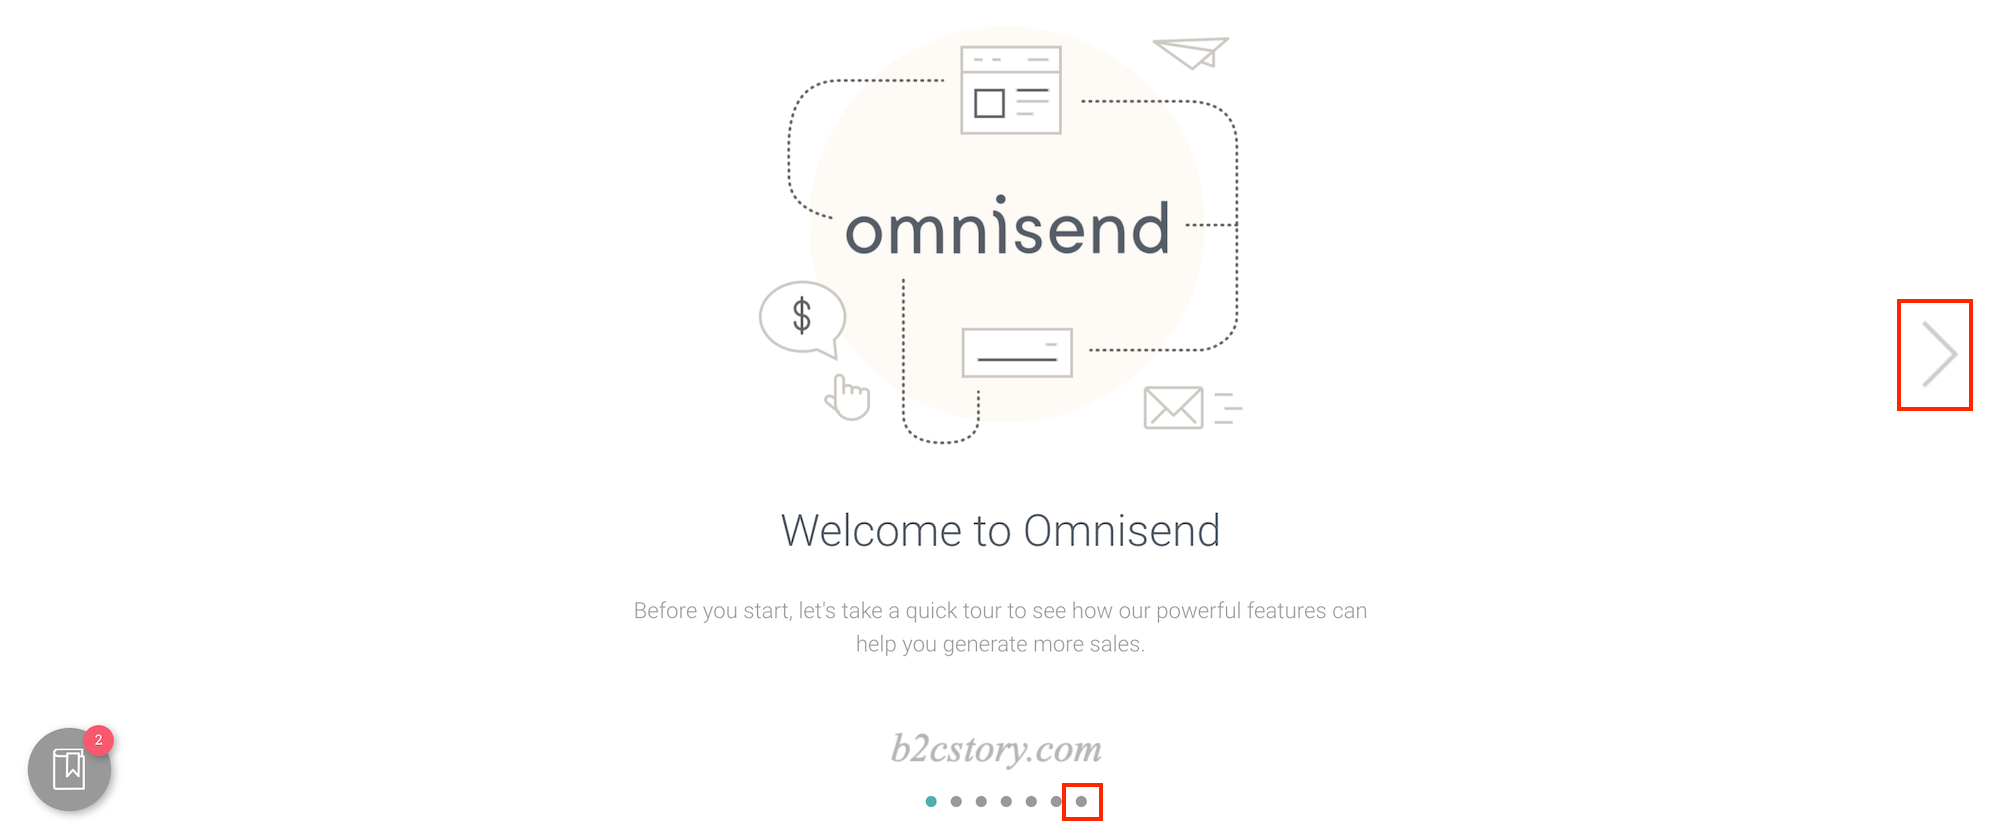 omnisend
$
Welcome to Omnisend
Before you start, let's take a quick tour to see how our powerful features can
help you generate more sales.
2
b2cstory.com